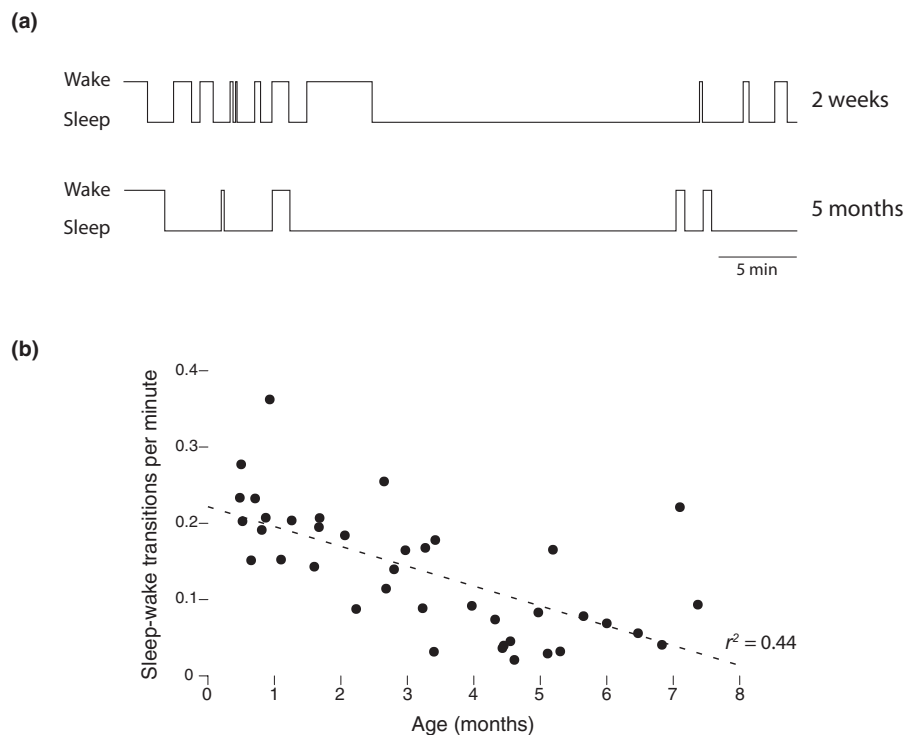 (a)
Wake
Sleep
2 weeks
Wake
Sleep
5 months
5 min
(b)
Sleep-wake transitions per minute
0.4
0.3
0.2
0.1
0
r² = 0.44
0 1 2 3 4 5 6 7 8
Age (months)